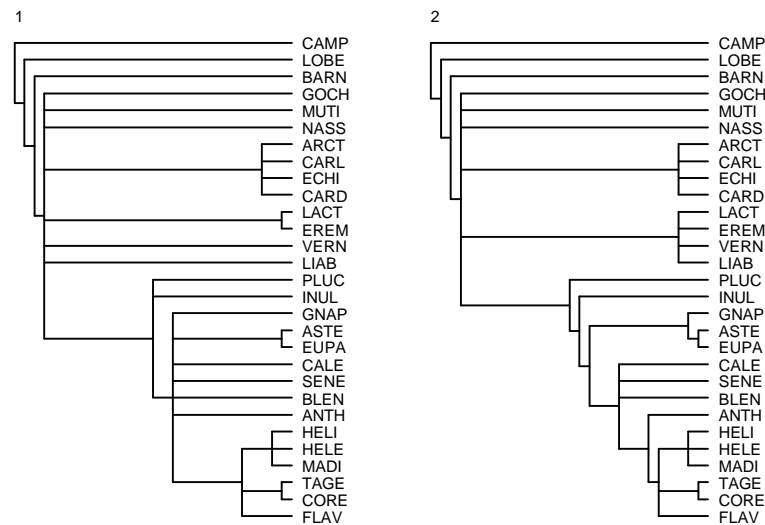 1
CAMP
LOBE
BARN
GOCH
MUTI
NASS
ARCT
CARL
ECHI
CARD
LACT
EREM
VERN
LIAB
PLUC
INUL
GNAP
ASTE
EUPA
CALE
SENE
BLEN
ANTH
HELI
HELE
MADI
TAGE
CORE
FLAV
2
CAMP
LOBE
BARN
GOCH
MUTI
NASS
ARCT
CARL
ECHI
CARD
LACT
EREM
VERN
LIAB
PLUC
INUL
GNAP
ASTE
EUPA
CALE
SENE
BLEN
ANTH
HELI
HELE
MADI
TAGE
CORE
FLAV